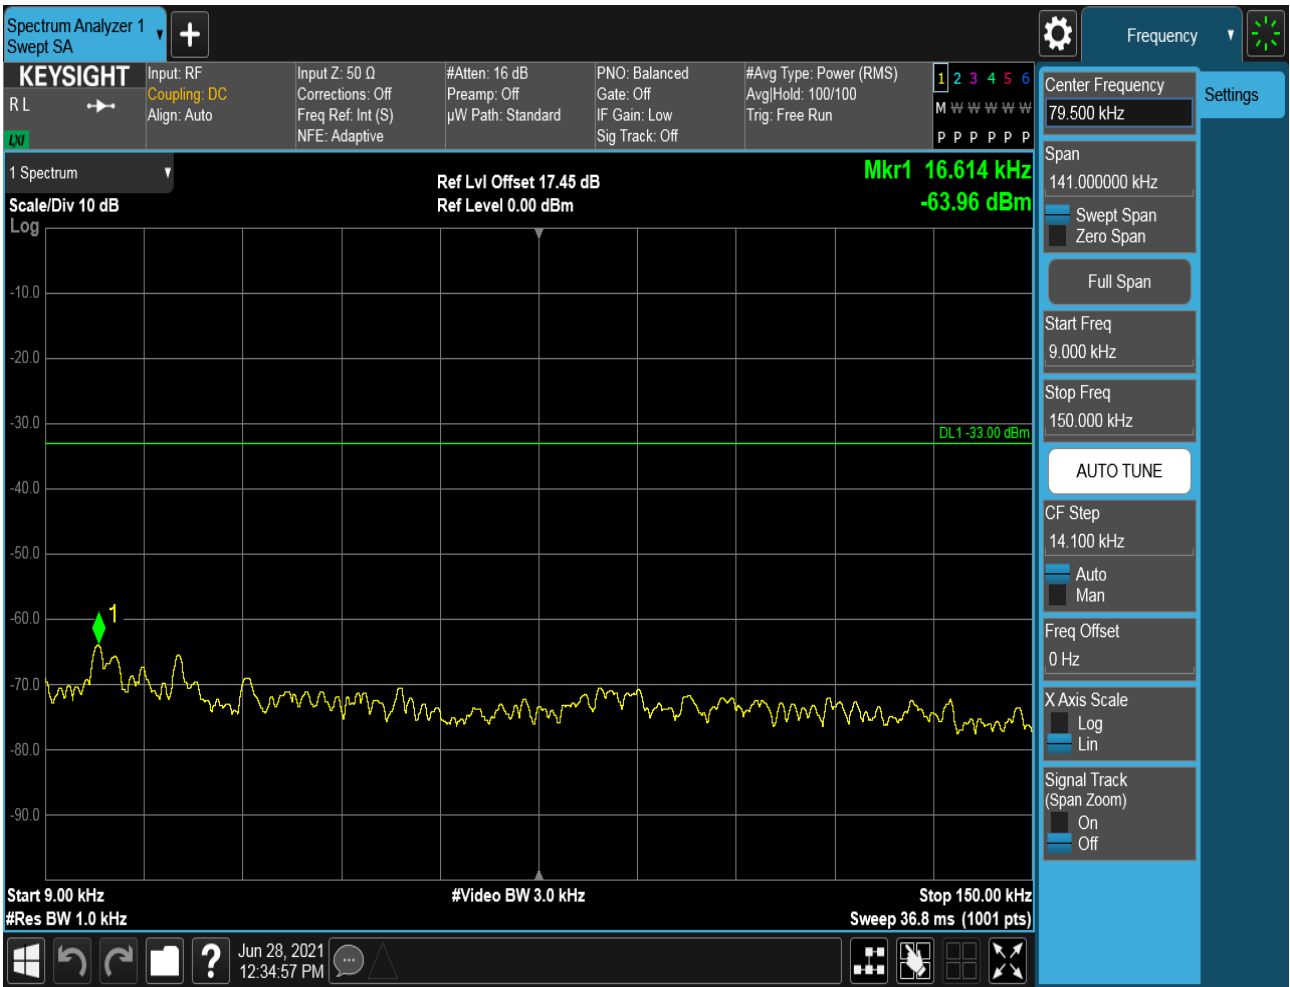 Spectrum Analyzer 1
Swept SA
Frequency
KEYSIGHT
R L
LXI
Input: RF
Coupling: DC
Align: Auto
Input Z: 50 Ω
Corrections: Off
Freq Ref: Int (S)
NFE: Adaptive
#Atten: 16 dB
Preamp: Off
µW Path: Standard
PNO: Balanced
Gate: Off
IF Gain: Low
Sig Track: Off
#Avg Type: Power (RMS)
Avg|Hold: 100/100
Trig: Free Run
1 2 3 4 5 6
M W W W W W
P P P P P P
1 Spectrum
Scale/Div 10 dB
Log
Ref Lvl Offset 17.45 dB
Ref Level 0.00 dBm
Mkr1 16.614 kHz
-63.96 dBm
-10.0
-20.0
-30.0
DL1 -33.00 dBm
-40.0
-50.0
-60.0
1
-70.0
-80.0
-90.0
Start 9.00 kHz
#Video BW 3.0 kHz
Stop 150.00 kHz
#Res BW 1.0 kHz
Sweep 36.8 ms (1001 pts)
Jun 28, 2021
12:34:57 PM
Center Frequency
79.500 kHz
Settings
Span
141.000000 kHz
Swept Span
Zero Span
Full Span
Start Freq
9.000 kHz
Stop Freq
150.000 kHz
AUTO TUNE
CF Step
14.100 kHz
Auto
Man
Freq Offset
0 Hz
X Axis Scale
Log
Lin
Signal Track
(Span Zoom)
On
Off